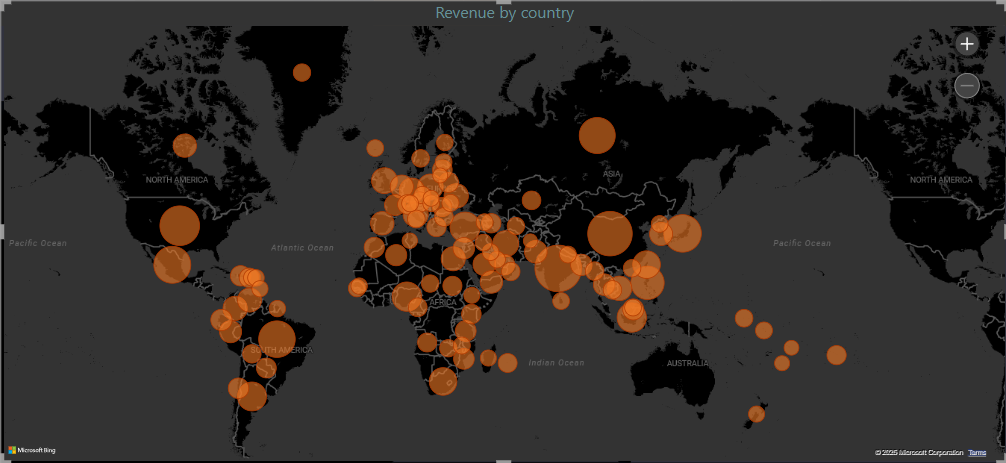 Revenue by country
+
−
NORTH AMERICA
ASIA
NORTH AMERICA
Pacific Ocean
Atlantic Ocean
Pacific Ocean
AFRICA
SOUTH AMERICA
Indian Ocean
AUSTRALIA
Microsoft Bing
© 2025 Microsoft Corporation Terms